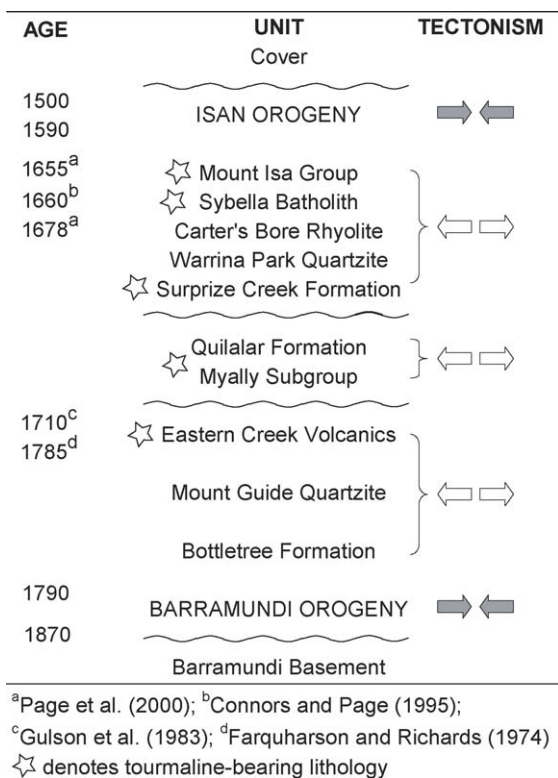 AGE UNIT TECTONISM
Cover
1500
ISAN OROGENY
1590
1655a Mount Isa Group
1660b Sybella Batholith
1678a Carter's Bore Rhyolite
Warrina Park Quartzite
Surprize Creek Formation
Quilalar Formation
Myally Subgroup
1710c Eastern Creek Volcanics
1785d
Mount Guide Quartzite
Bottletree Formation
1790
BARRAMUNDI OROGENY
1870
Barramundi Basement
aPage et al. (2000); bConnors and Page (1995);
cGulson et al. (1983); dFarquharson and Richards (1974)
denotes tourmaline-bearing lithology